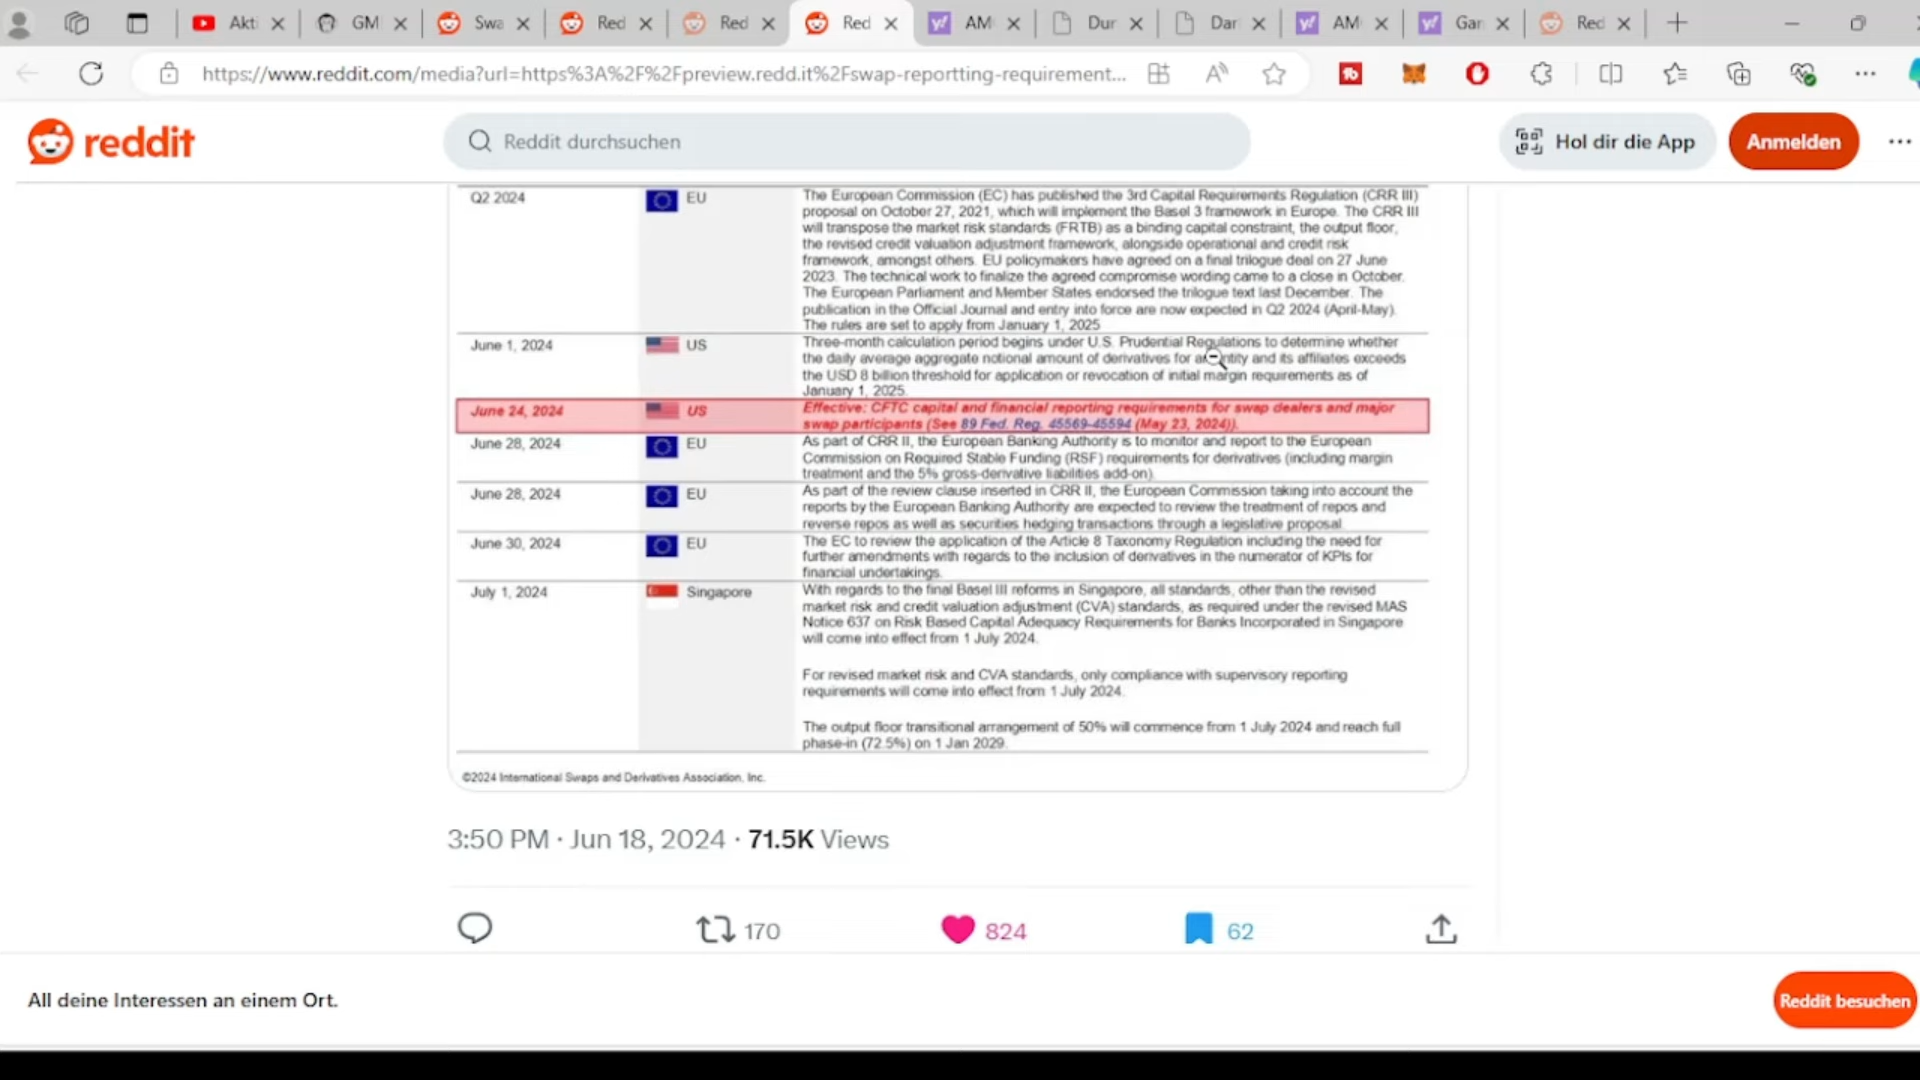 Akti
GM
Swa
Red
Red
Red
AM
Dur
Dar
AM
Gar
Red
https://www.reddit.com/media?url=https%3A%2F%2Fpreview.redd.it%2Fswap-reportting-requirement...
reddit
Reddit durchsuchen
Hol dir die App
Anmelden
Q2 2024
EU
The European Commission (EC) has published the 3rd Capital Requirements Regulation (CRR III)
proposal on October 27, 2021, which will implement the Basel 3 framework in Europe. The CRR III
will transpose the market risk standards (FRTB) as a binding capital constraint, the output floor,
the revised credit valuation adjustment framework, alongside operational and credit risk
framework, amongst others. EU policymakers have agreed on a final trilogue deal on 27 June
2023. The technical work to finalize the agreed compromise wording came to a close in October.
The European Parliament and Member States endorsed the trilogue text last December. The
publication in the Official Journal and entry into force are now expected in Q2 2024 (April-May).
The rules are set to apply from January 1, 2025
June 1, 2024
US
Three-month calculation period begins under U.S. Prudential Regulations to determine whether
the daily average aggregate notional amount of derivatives for an entity and its affiliates exceeds
the USD 8 billion threshold for application or revocation of initial margin requirements as of
January 1, 2025.
June 24, 2024
US
Effective: CFTC capital and financial reporting requirements for swap dealers and major
swap participants (See 89 Fed. Reg. 45569-45594 (May 23, 2024)).
June 28, 2024
EU
As part of CRR II, the European Banking Authority is to monitor and report to the European
Commission on Required Stable Funding (RSF) requirements for derivatives (including margin
treatment and the 5% gross-derivative liabilities add-on).
June 28, 2024
EU
As part of the review clause inserted in CRR II, the European Commission taking into account the
reports by the European Banking Authority are expected to review the treatment of repos and
reverse repos as well as securities hedging transactions through a legislative proposal.
June 30, 2024
EU
The EC to review the application of the Article 8 Taxonomy Regulation including the need for
further amendments with regards to the inclusion of derivatives in the numerator of KPIs for
financial undertakings.
July 1, 2024
Singapore
With regards to the final Basel III reforms in Singapore, all standards, other than the revised
market risk and credit valuation adjustment (CVA) standards, as required under the revised MAS
Notice 637 on Risk Based Capital Adequacy Requirements for Banks Incorporated in Singapore
will come into effect from 1 July 2024.
For revised market risk and CVA standards, only compliance with supervisory reporting
requirements will come into effect from 1 July 2024.
The output floor transitional arrangement of 50% will commence from 1 July 2024 and reach full
phase-in (72.5%) on 1 Jan 2029.
©2024 International Swaps and Derivatives Association, Inc.
3:50 PM · Jun 18, 2024 · 71.5K Views
170
824
62
All deine Interessen an einem Ort.
Reddit besuchen